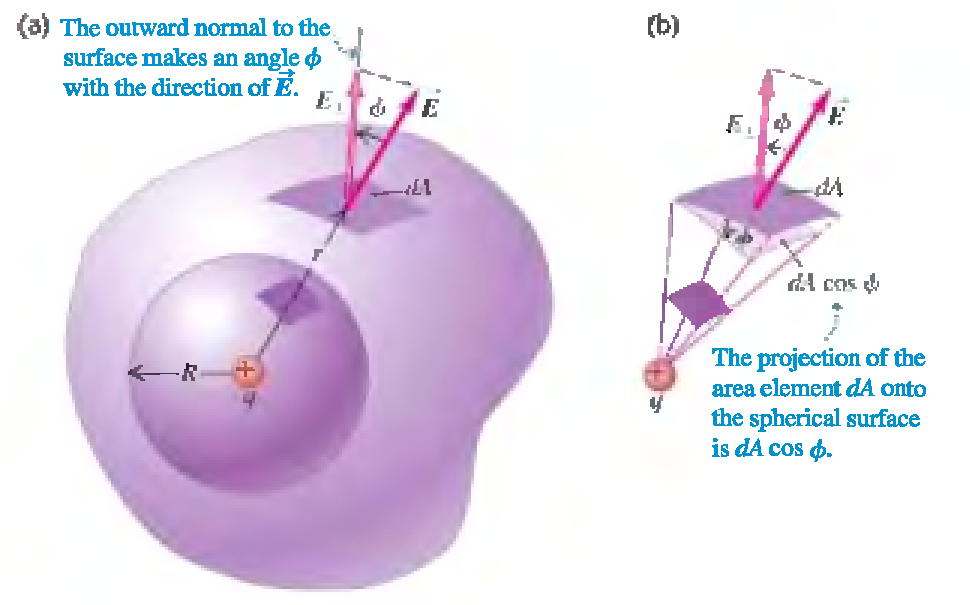 (a) The outward normal to the
surface makes an angle ϕ
with the direction of E⃗.
E⊥
ϕ
E⃗
dA
r
R
+
q
(b)
E⊥
ϕ
E⃗
dA
ϕ
dA cos ϕ
+
q
The projection of the
area element dA onto
the spherical surface
is dA cos ϕ.